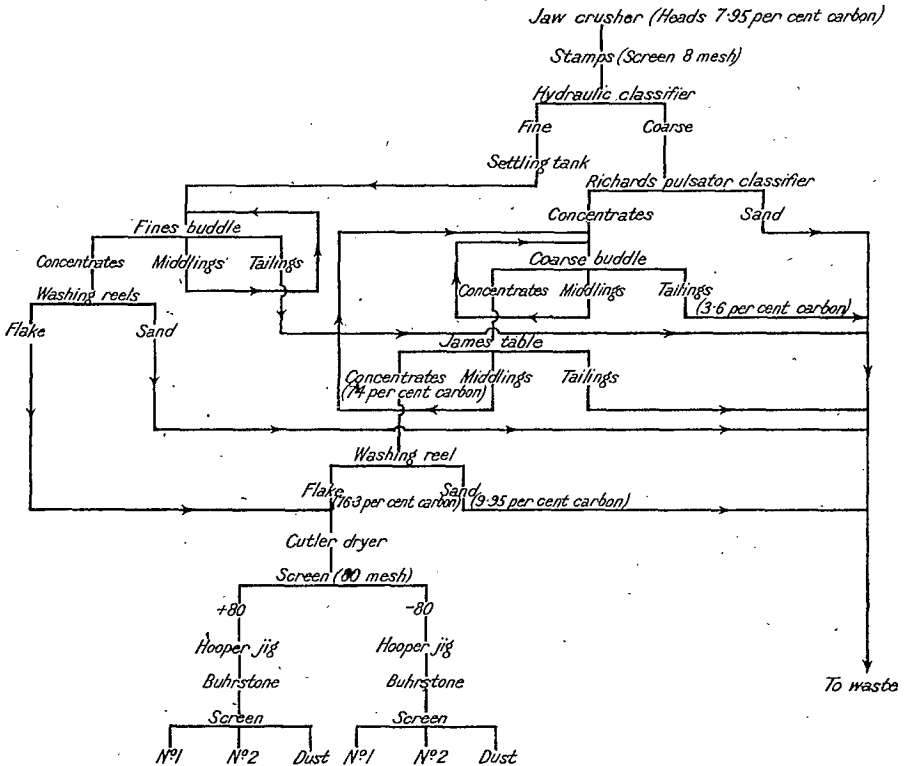 Jaw crusher (Heads 7·95 per cent carbon)
Stamps (Screen 8 mesh)
Hydraulic classifier
Fine Coarse
Settling tank
Richards pulsator classifier
Concentrates Sand
Fines buddle
Concentrates Middlings Tailings
Coarse buddle
Concentrates Middlings Tailings
(3·6 per cent carbon)
Washing reels
Flake Sand
James table
Concentrates Middlings Tailings
(74 per cent carbon)
Washing reel
Flake Sand
(76·3 per cent carbon) (9·95 per cent carbon)
Cutler dryer
Screen (80 mesh)
+80 -80
Hooper jig Hooper jig
Buhrstone Buhrstone
To waste
Screen Screen
Nº1 Nº2 Dust Nº1 Nº2 Dust